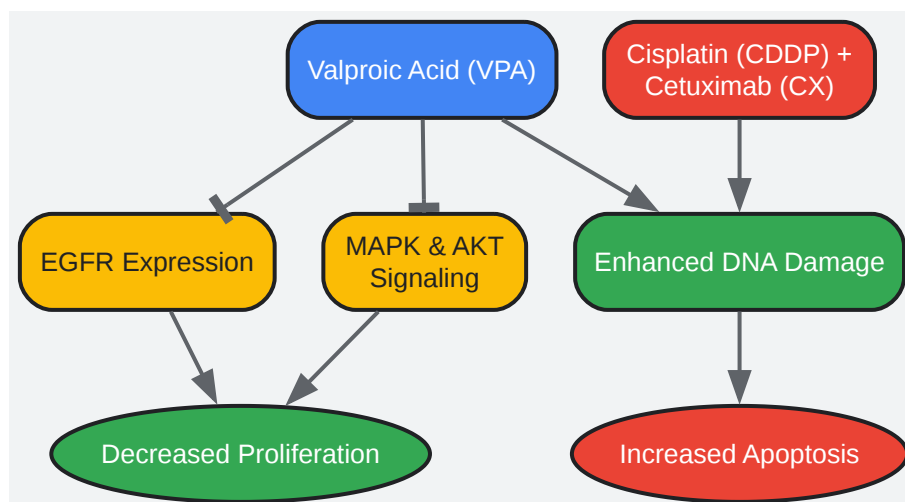 Valproic Acid (VPA)
Cisplatin (CDDP) +
Cetuximab (CX)
EGFR Expression
MAPK & AKT
Signaling
Enhanced DNA Damage
Decreased Proliferation
Increased Apoptosis